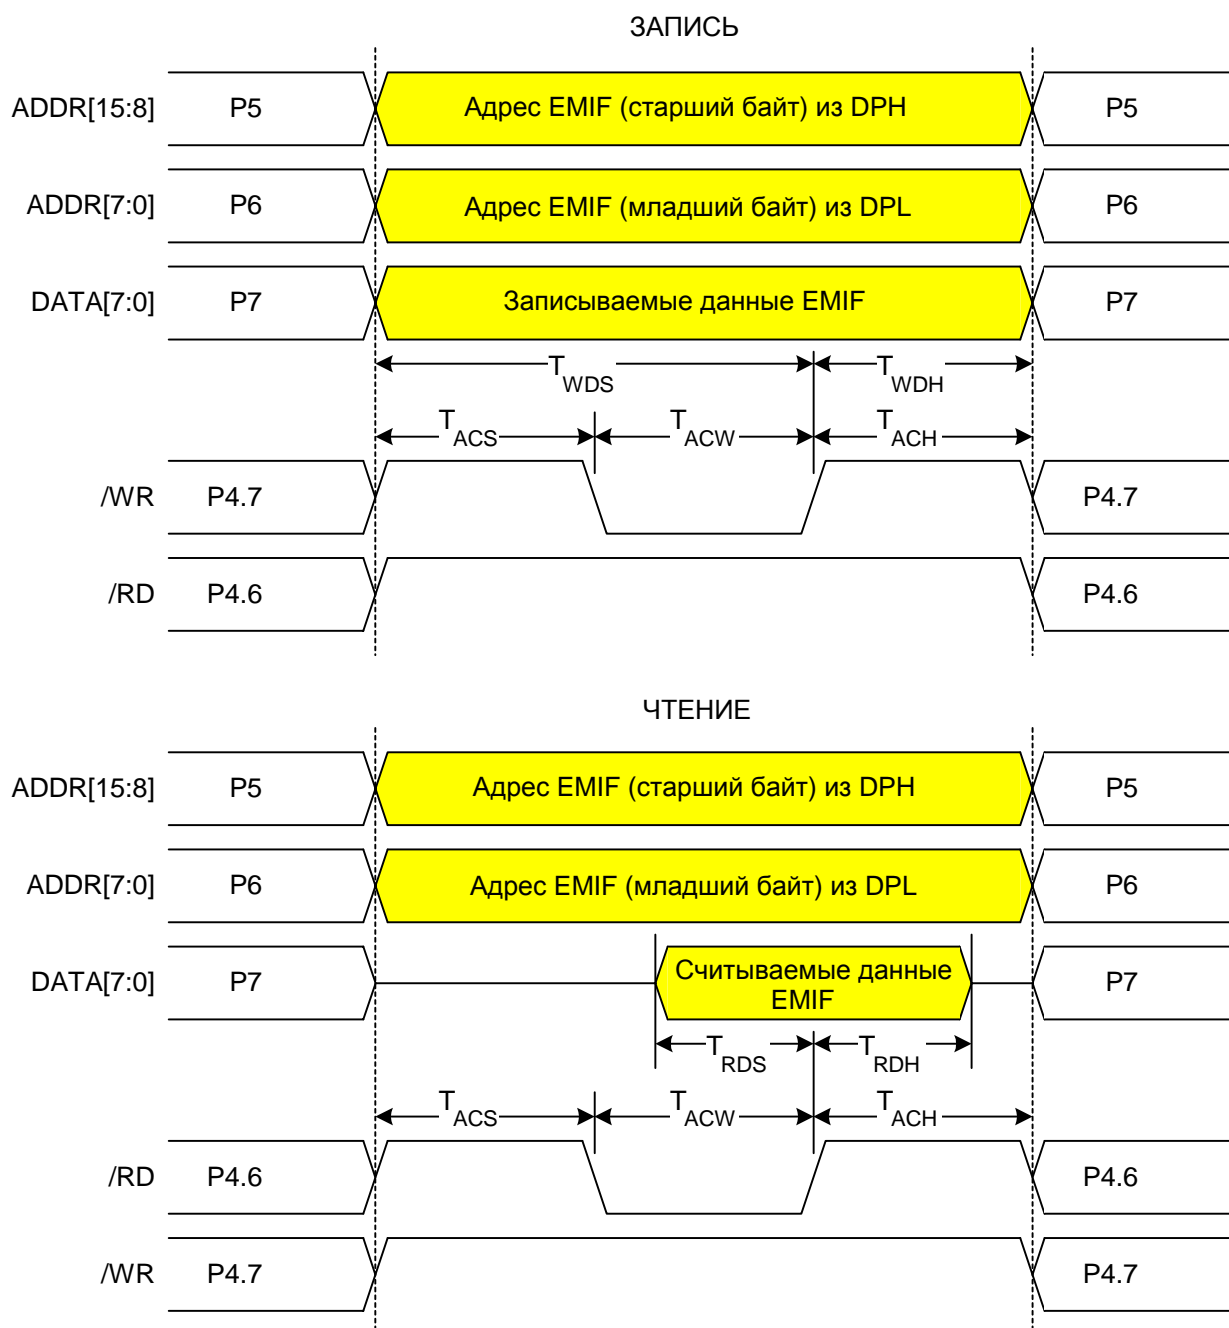 ЗАПИСЬ
ADDR[15:8] P5 Адрес EMIF (старший байт) из DPH P5
ADDR[7:0] P6 Адрес EMIF (младший байт) из DPL P6
DATA[7:0] P7 Записываемые данные EMIF P7
TWDS TWDH
TACS TACW TACH
/WR P4.7 P4.7
/RD P4.6 P4.6
ЧТЕНИЕ
ADDR[15:8] P5 Адрес EMIF (старший байт) из DPH P5
ADDR[7:0] P6 Адрес EMIF (младший байт) из DPL P6
DATA[7:0] P7 Считываемые данные P7
EMIF
TRDS TRDH
TACS TACW TACH
/RD P4.6 P4.6
/WR P4.7 P4.7